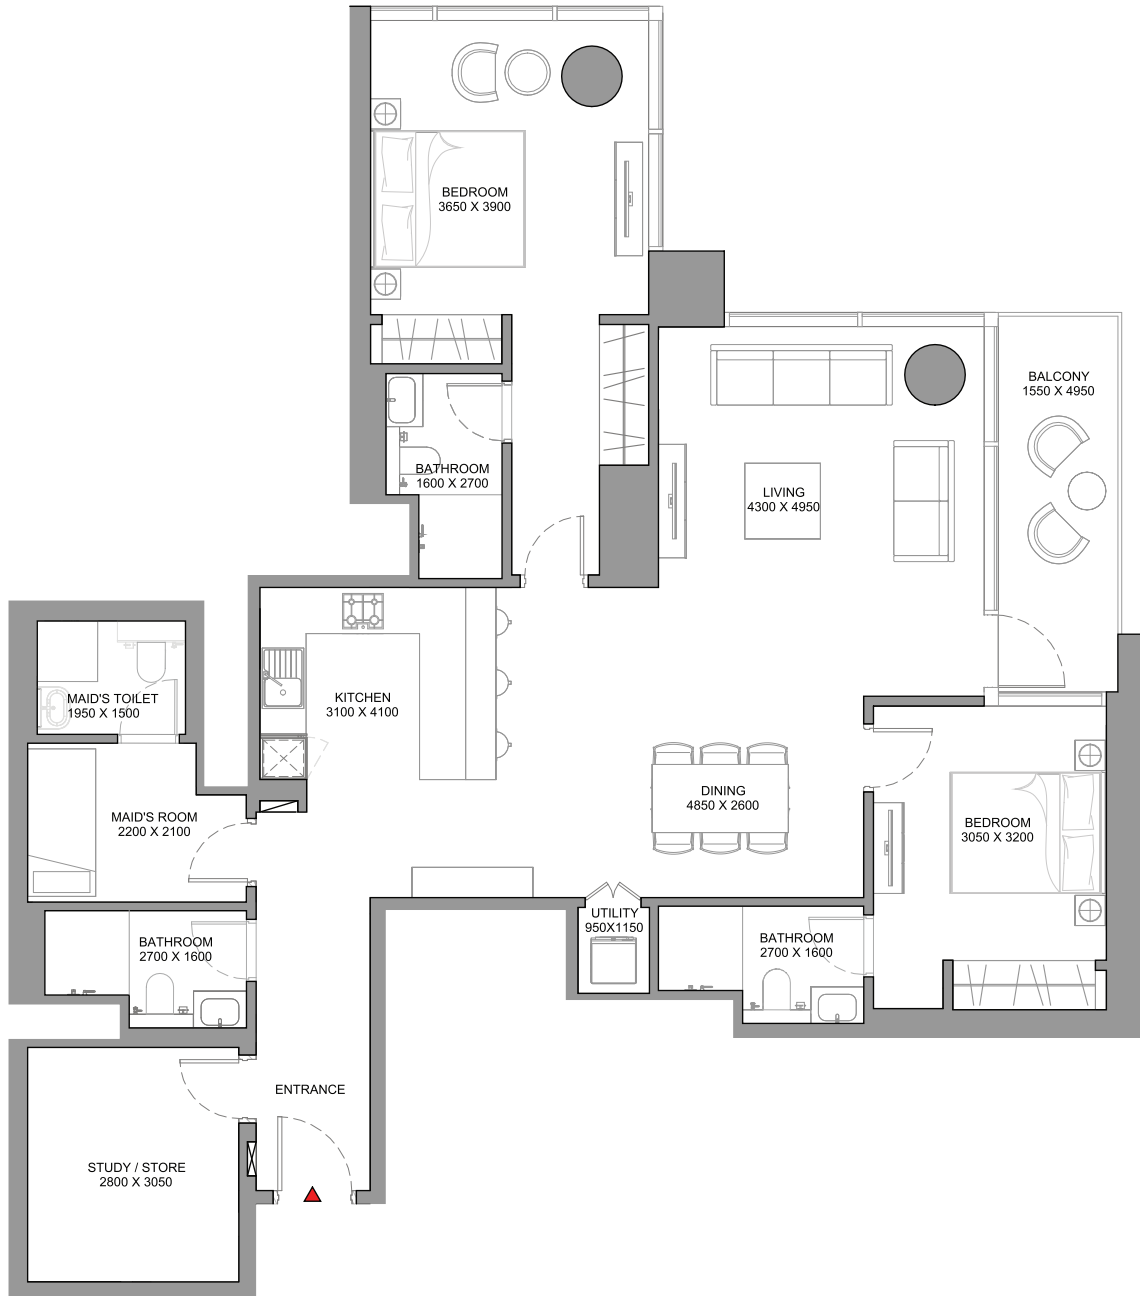 BEDROOM
3650 X 3900
BALCONY
1550 X 4950
BATHROOM
1600 X 2700
LIVING
4300 X 4950
MAID'S TOILET
1950 X 1500
KITCHEN
3100 X 4100
DINING
4850 X 2600
MAID'S ROOM
2200 X 2100
BEDROOM
3050 X 3200
UTILITY
950X1150
BATHROOM
2700 X 1600
BATHROOM
2700 X 1600
ENTRANCE
STUDY / STORE
2800 X 3050